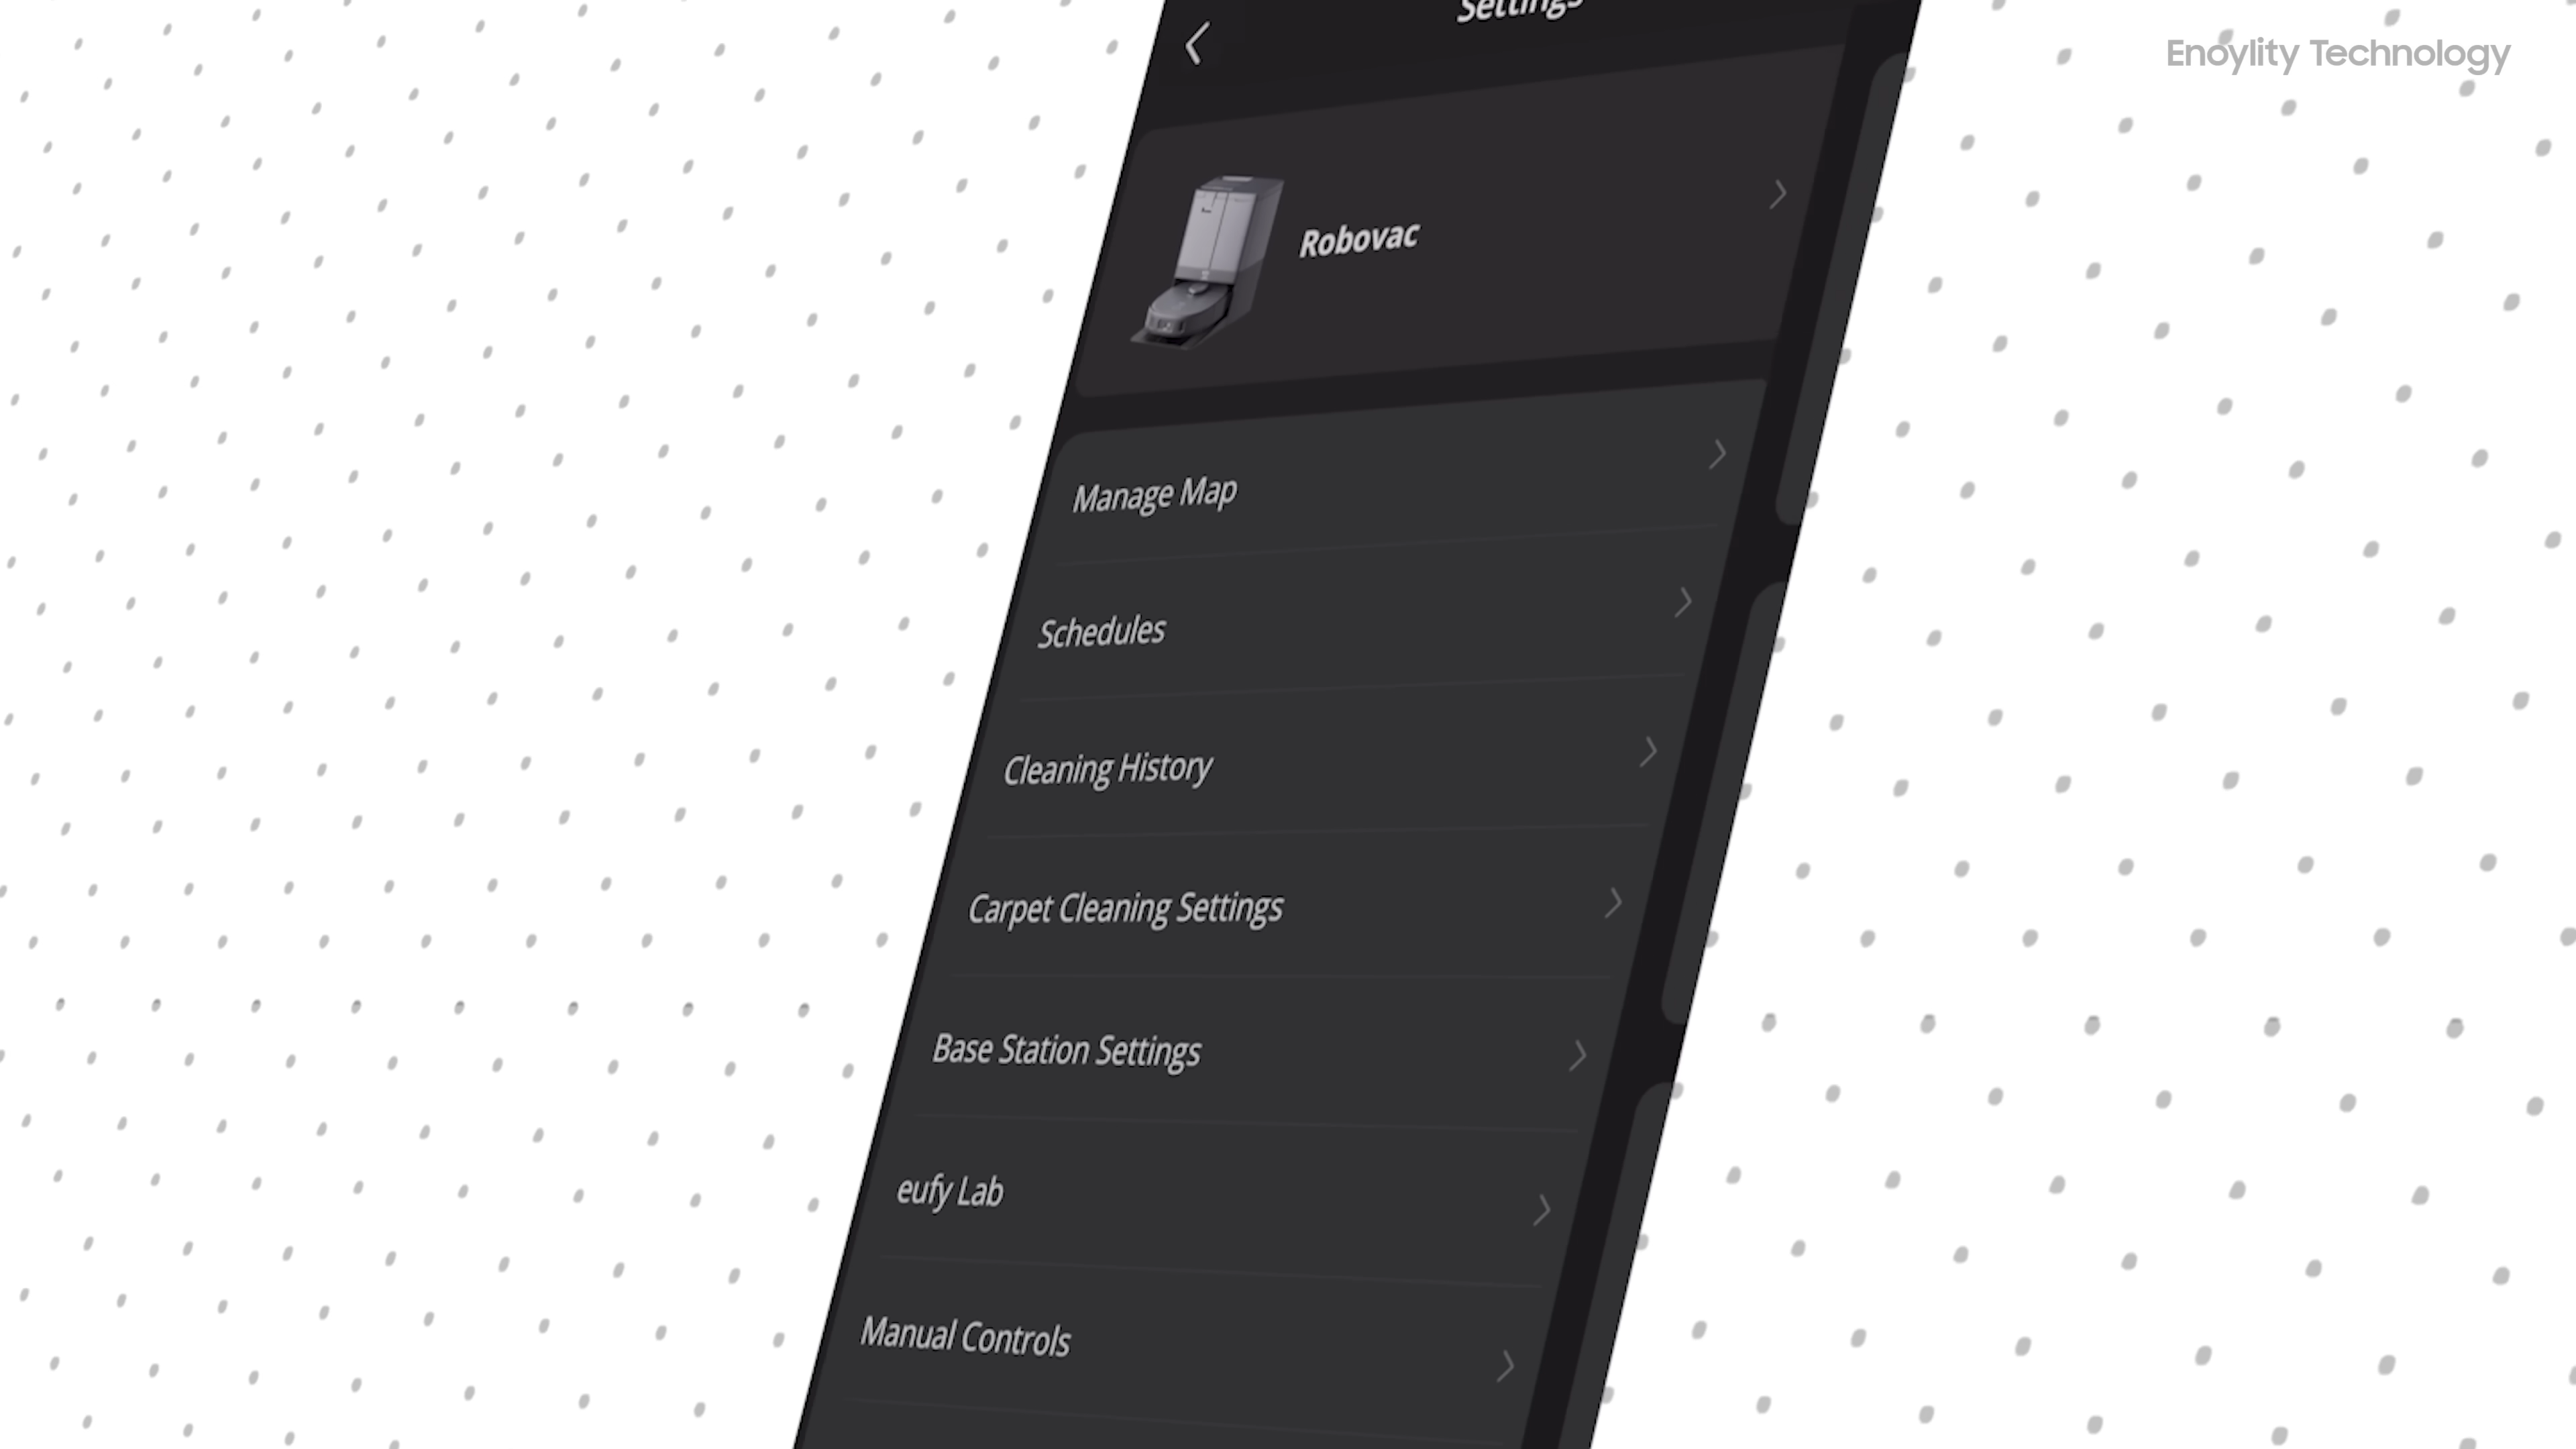 Settings
Enoylity Technology
Robovac
Manage Map
Schedules
Cleaning History
Carpet Cleaning Settings
Base Station Settings
eufy Lab
Manual Controls